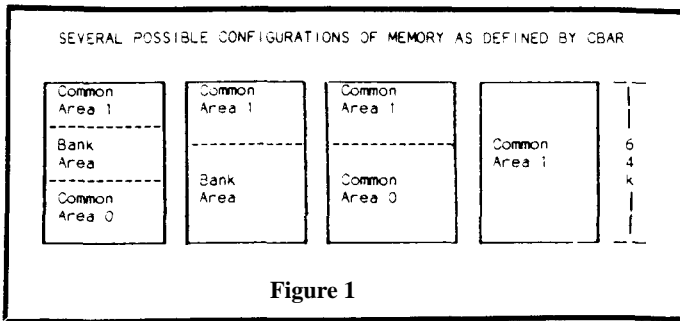 SEVERAL POSSIBLE CONFIGURATIONS OF MEMORY AS DEFINED BY CBAR
Common
Area 1
Bank
Area
Common
Area 0
Common
Area 1
Bank
Area
Common
Area 1
Common
Area 0
Common
Area 1
6
4
k
Figure 1